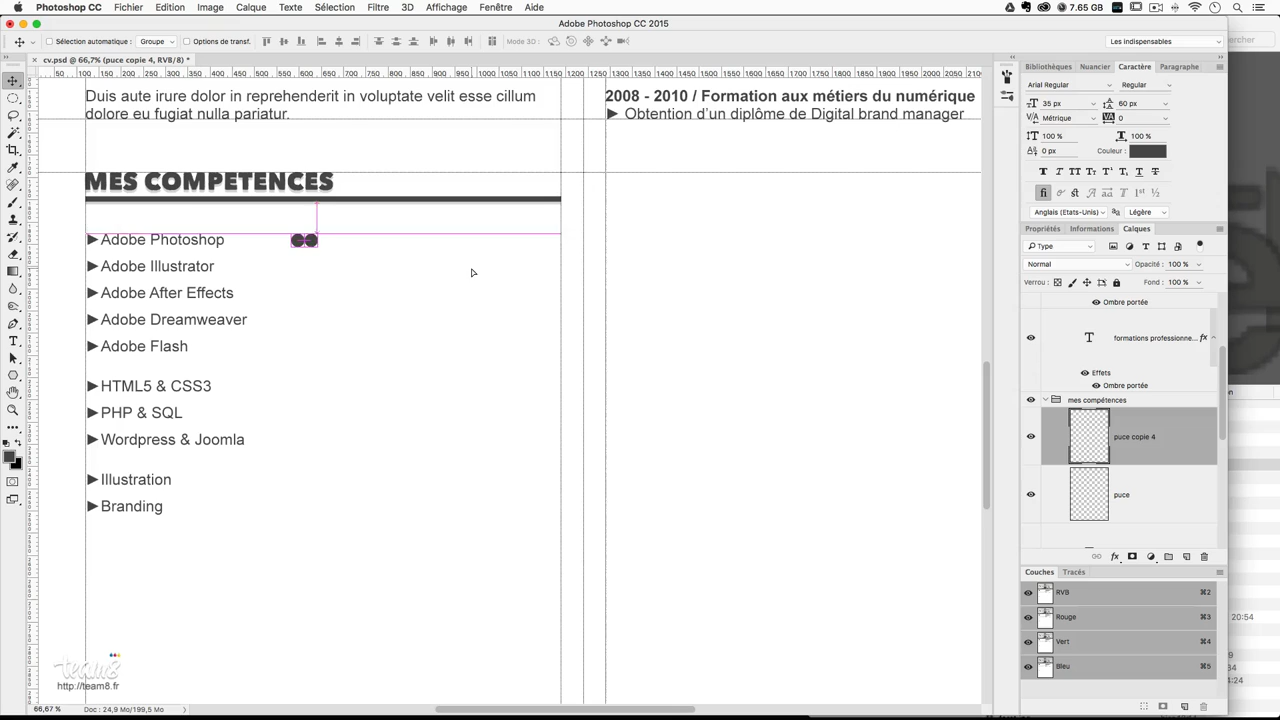 Photoshop CC Fichier Edition Image Calque Texte Sélection Filtre 3D Affichage Fenêtre Aide 7.65 GB
Adobe Photoshop CC 2015
Sélection automatique : Groupe Options de transf. Mode 3D : Les indispensables
cv.psd @ 66,7% (puce copie 4, RVB/8) *
Duis aute irure dolor in reprehenderit in voluptate velit esse cillum
dolore eu fugiat nulla pariatur.
2008 - 2010 / Formation aux métiers du numérique
► Obtention d'un diplôme de Digital brand manager
MES COMPETENCES
►Adobe Photoshop
►Adobe Illustrator
►Adobe After Effects
►Adobe Dreamweaver
►Adobe Flash
►HTML5 & CSS3
►PHP & SQL
►Wordpress & Joomla
►Illustration
►Branding
team8
http://team8.fr
66,67 % Doc : 24,9 Mo/199,5 Mo
Bibliothèques Nuancier Caractère Paragraphe
Arial Regular Regular
35 px 60 px
Métrique 0
100 % 100 %
0 px Couleur :
Anglais (Etats-Unis) Légère
Propriétés Informations Calques
Type
Normal Opacité : 100 %
Verrou : Fond : 100 %
Ombre portée
formations professionne... fx
Effets
Ombre portée
mes compétences
puce copie 4
puce
Couches Tracés
RVB ⌘2
Rouge ⌘3
Vert ⌘4
Bleu ⌘5
20:54
4:24